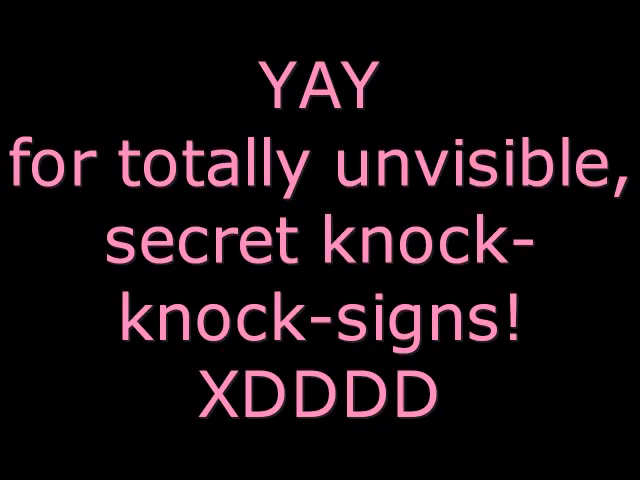 YAY
for totally unvisible,
secret knock-
knock-signs!
XDDDD